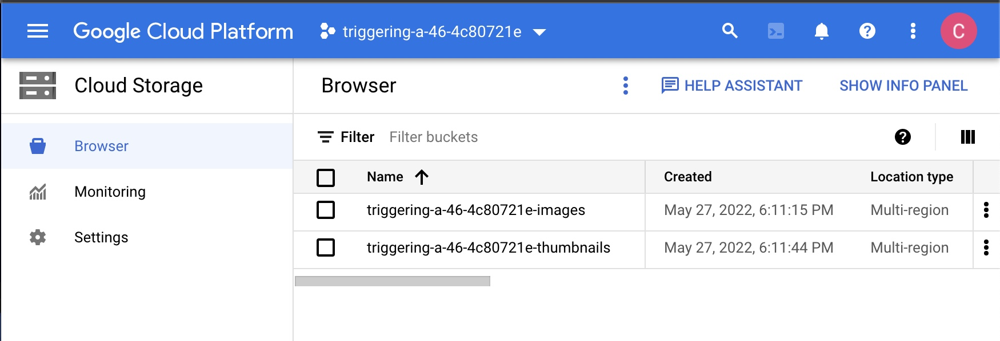 Google Cloud Platform triggering-a-46-4c80721e C
Cloud Storage
Browser
Monitoring
Settings
Browser HELP ASSISTANT SHOW INFO PANEL
Filter Filter buckets
Name Created Location type
triggering-a-46-4c80721e-images May 27, 2022, 6:11:15 PM Multi-region
triggering-a-46-4c80721e-thumbnails May 27, 2022, 6:11:44 PM Multi-region